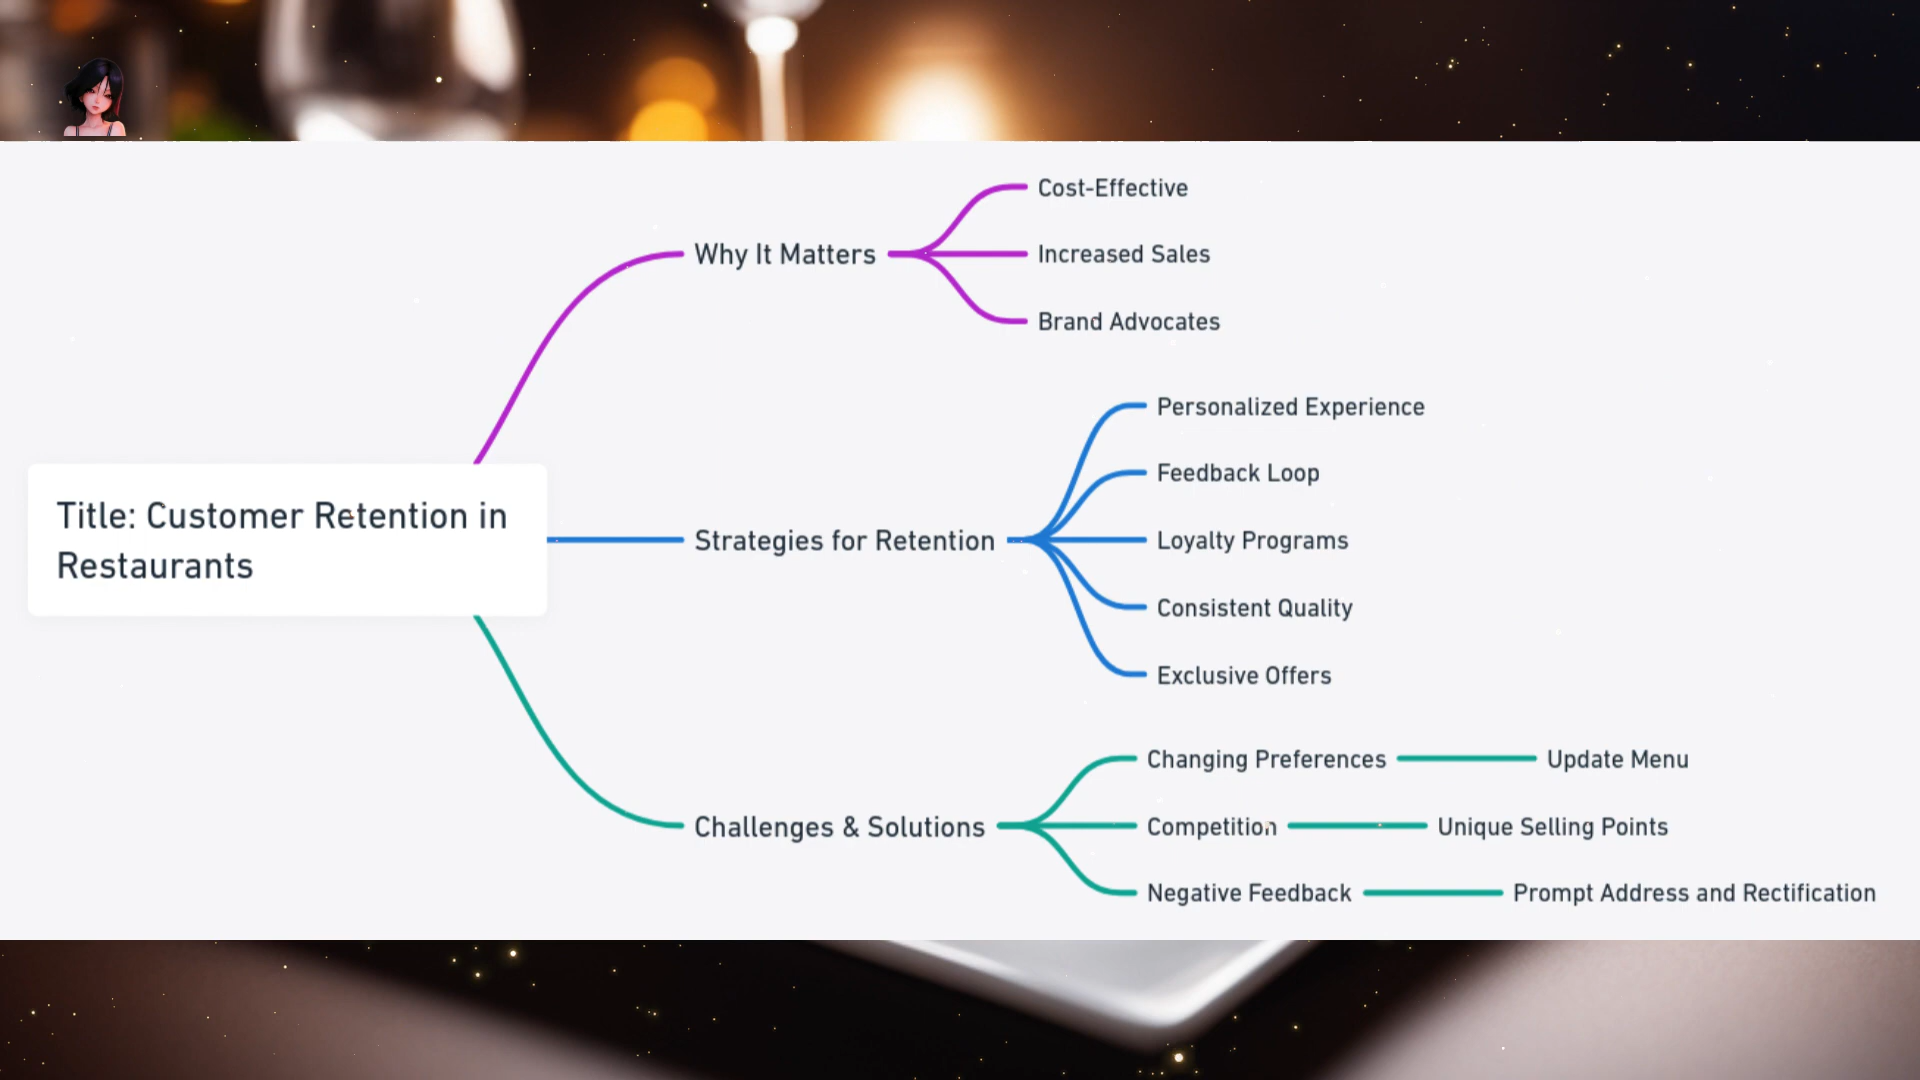 Title: Customer Retention in
Restaurants
Why It Matters
Cost-Effective
Increased Sales
Brand Advocates
Strategies for Retention
Personalized Experience
Feedback Loop
Loyalty Programs
Consistent Quality
Exclusive Offers
Challenges & Solutions
Changing Preferences
Update Menu
Competition
Unique Selling Points
Negative Feedback
Prompt Address and Rectification